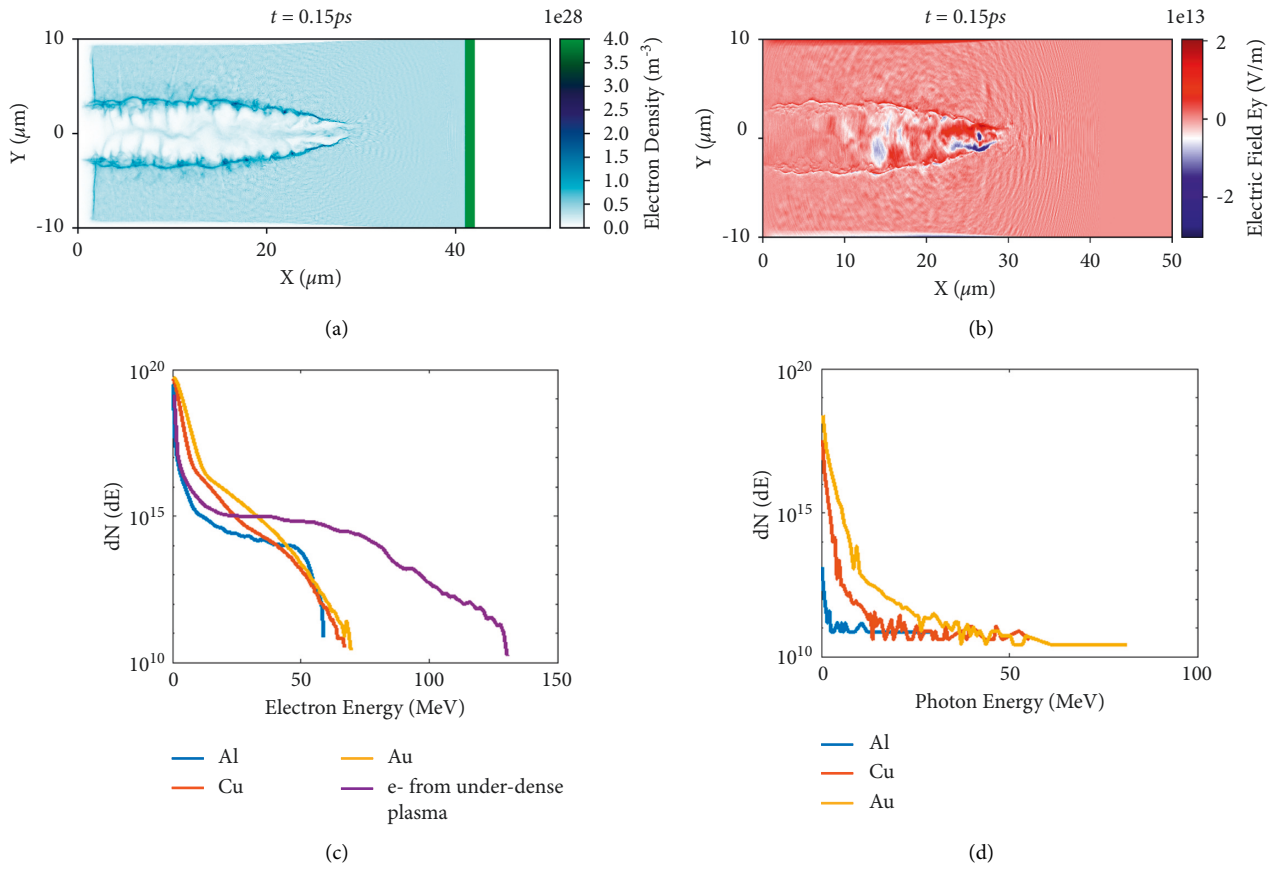 t = 0.15ps 1e28
10
0
-10
Y (μm)
0 20 40
X (μm)
4.0
3.5
3.0
2.5
2.0
1.5
1.0
0.5
0.0
Electron Density (m⁻³)
(a)
t = 0.15ps 1e13
10
0
-10
Y (μm)
0 10 20 30 40 50
X (μm)
2
0
-2
Electric Field Ey (V/m)
(b)
10²⁰
10¹⁵
10¹⁰
dN (dE)
0 50 100 150
Electron Energy (MeV)
Al
Cu
Au
e- from under-dense
plasma
(c)
10²⁰
10¹⁵
10¹⁰
dN (dE)
0 50 100
Photon Energy (MeV)
Al
Cu
Au
(d)